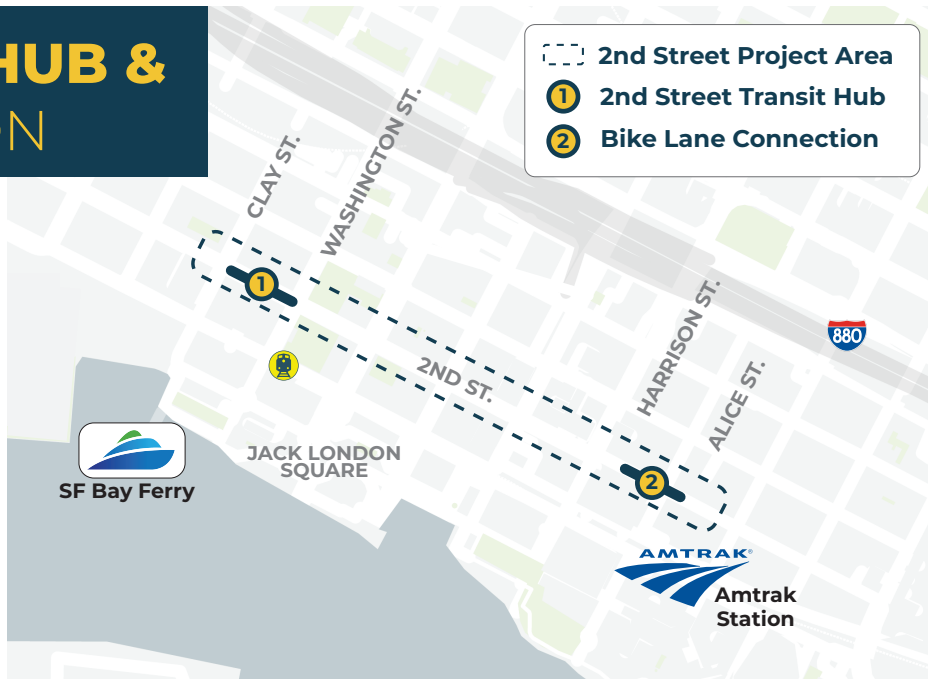 HUB &
ON
2nd Street Project Area
1 2nd Street Transit Hub
2 Bike Lane Connection
CLAY ST.
WASHINGTON ST.
1
HARRISON ST.
880
ALICE ST.
2ND ST.
JACK LONDON
SQUARE
SF Bay Ferry
2
AMTRAK®
Amtrak
Station